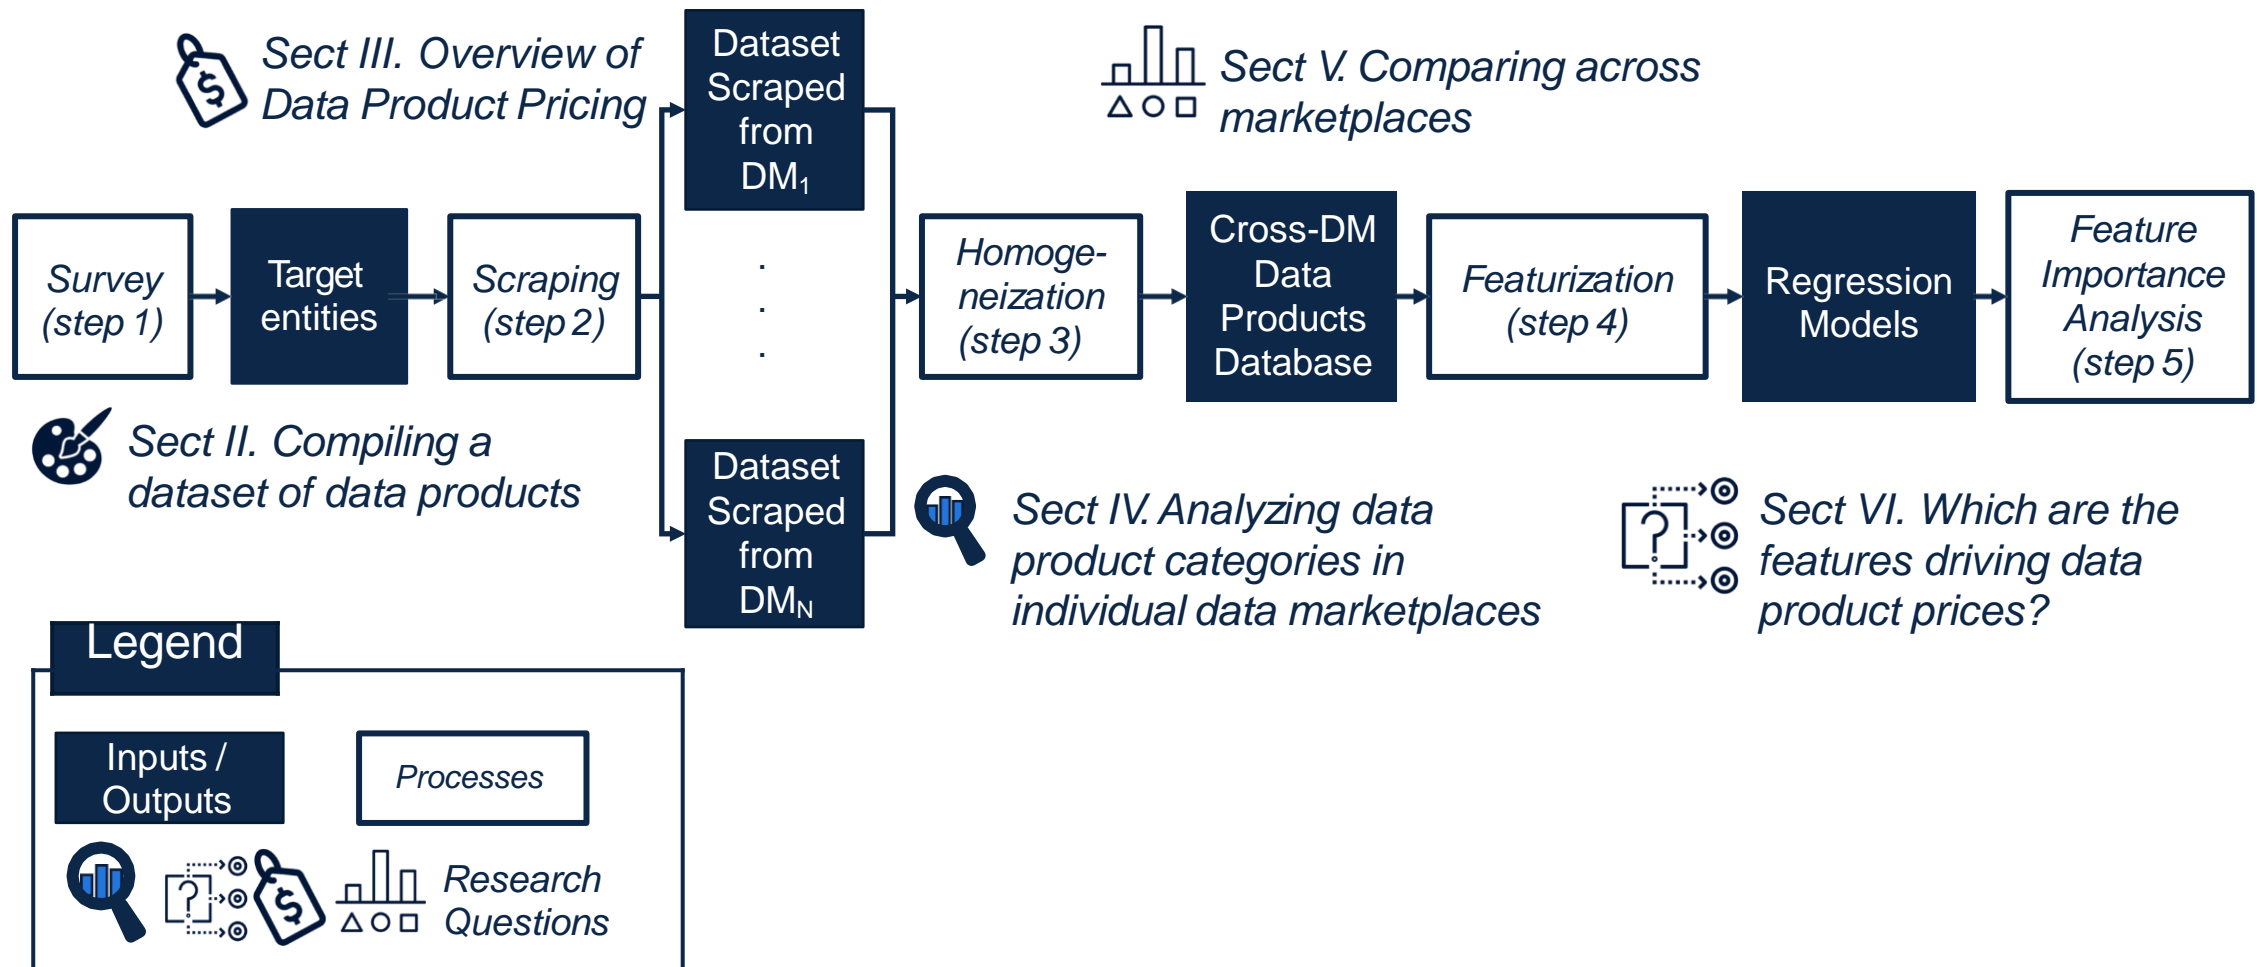 Sect III. Overview of
Data Product Pricing
Dataset
Scraped
from
DM₁
Sect V. Comparing across
marketplaces
Survey
(step 1)
Target
entities
Scraping
(step 2)
.
.
.
Homoge-
neization
(step 3)
Cross-DM
Data
Products
Database
Featurization
(step 4)
Regression
Models
Feature
Importance
Analysis
(step 5)
Sect II. Compiling a
dataset of data products
Dataset
Scraped
from
DM_N
Sect IV. Analyzing data
product categories in
individual data marketplaces
?
Sect VI. Which are the
features driving data
product prices?
Legend
Inputs /
Outputs
Processes
?
$
Research
Questions